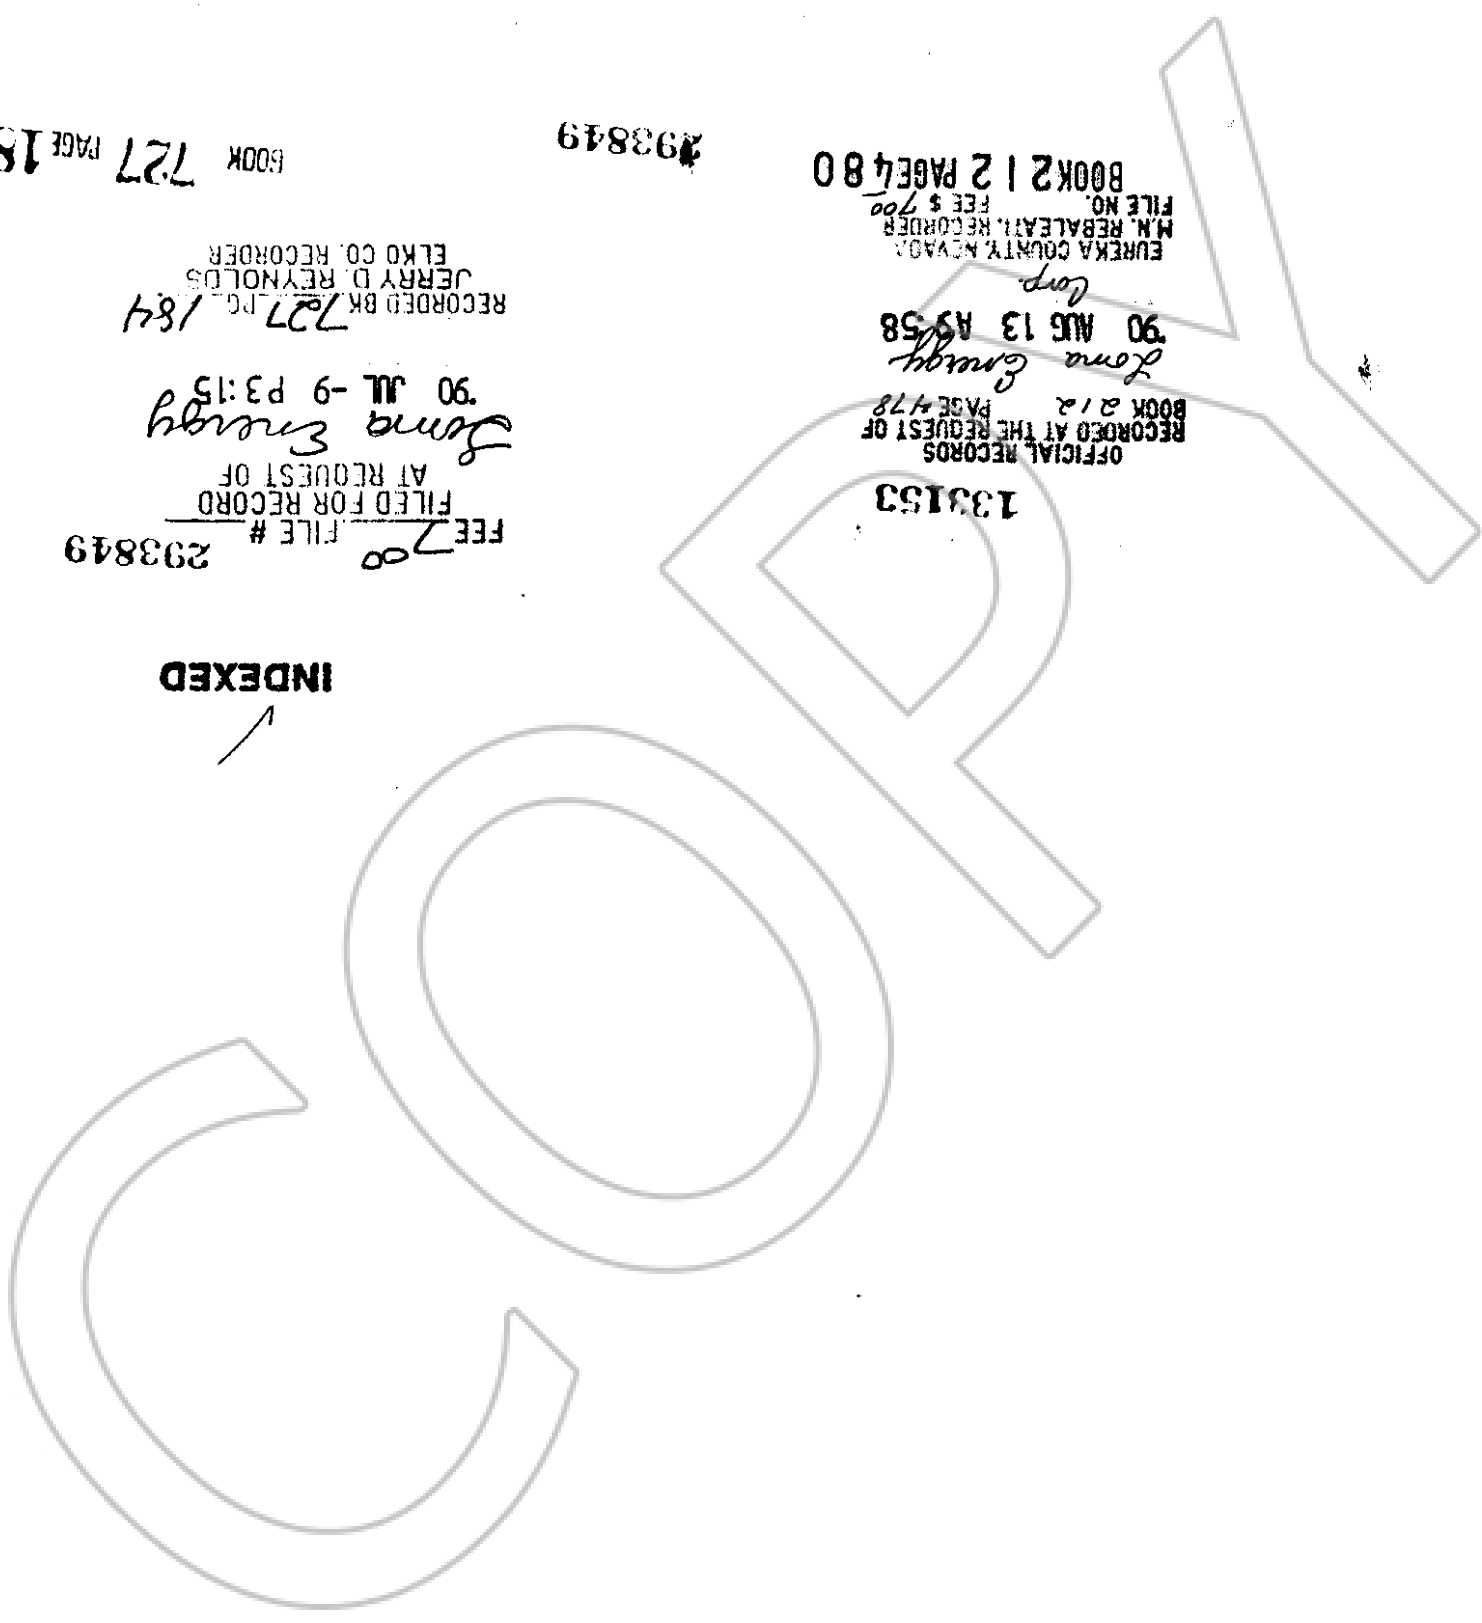 INDEXED
FEE 7 00 FILE # 293849
FILED FOR RECORD
AT REQUEST OF
Loma Energy
'90 JUL -9 P3:15
RECORDED BK 727 PG 184
JERRY D. REYNOLDS
ELKO CO. RECORDER
BOOK 727 PAGE 18
293849
133153
OFFICIAL RECORDS
RECORDED AT THE REQUEST OF
BOOK 212 PAGE 478
Loma Energy
'90 AUG 13 A9:58
Corp.
EUREKA COUNTY, NEVADA
M.N. REBALEATI, RECORDER
FILE NO. FEE $ 7 00
BOOK 212 PAGE 480
COPY